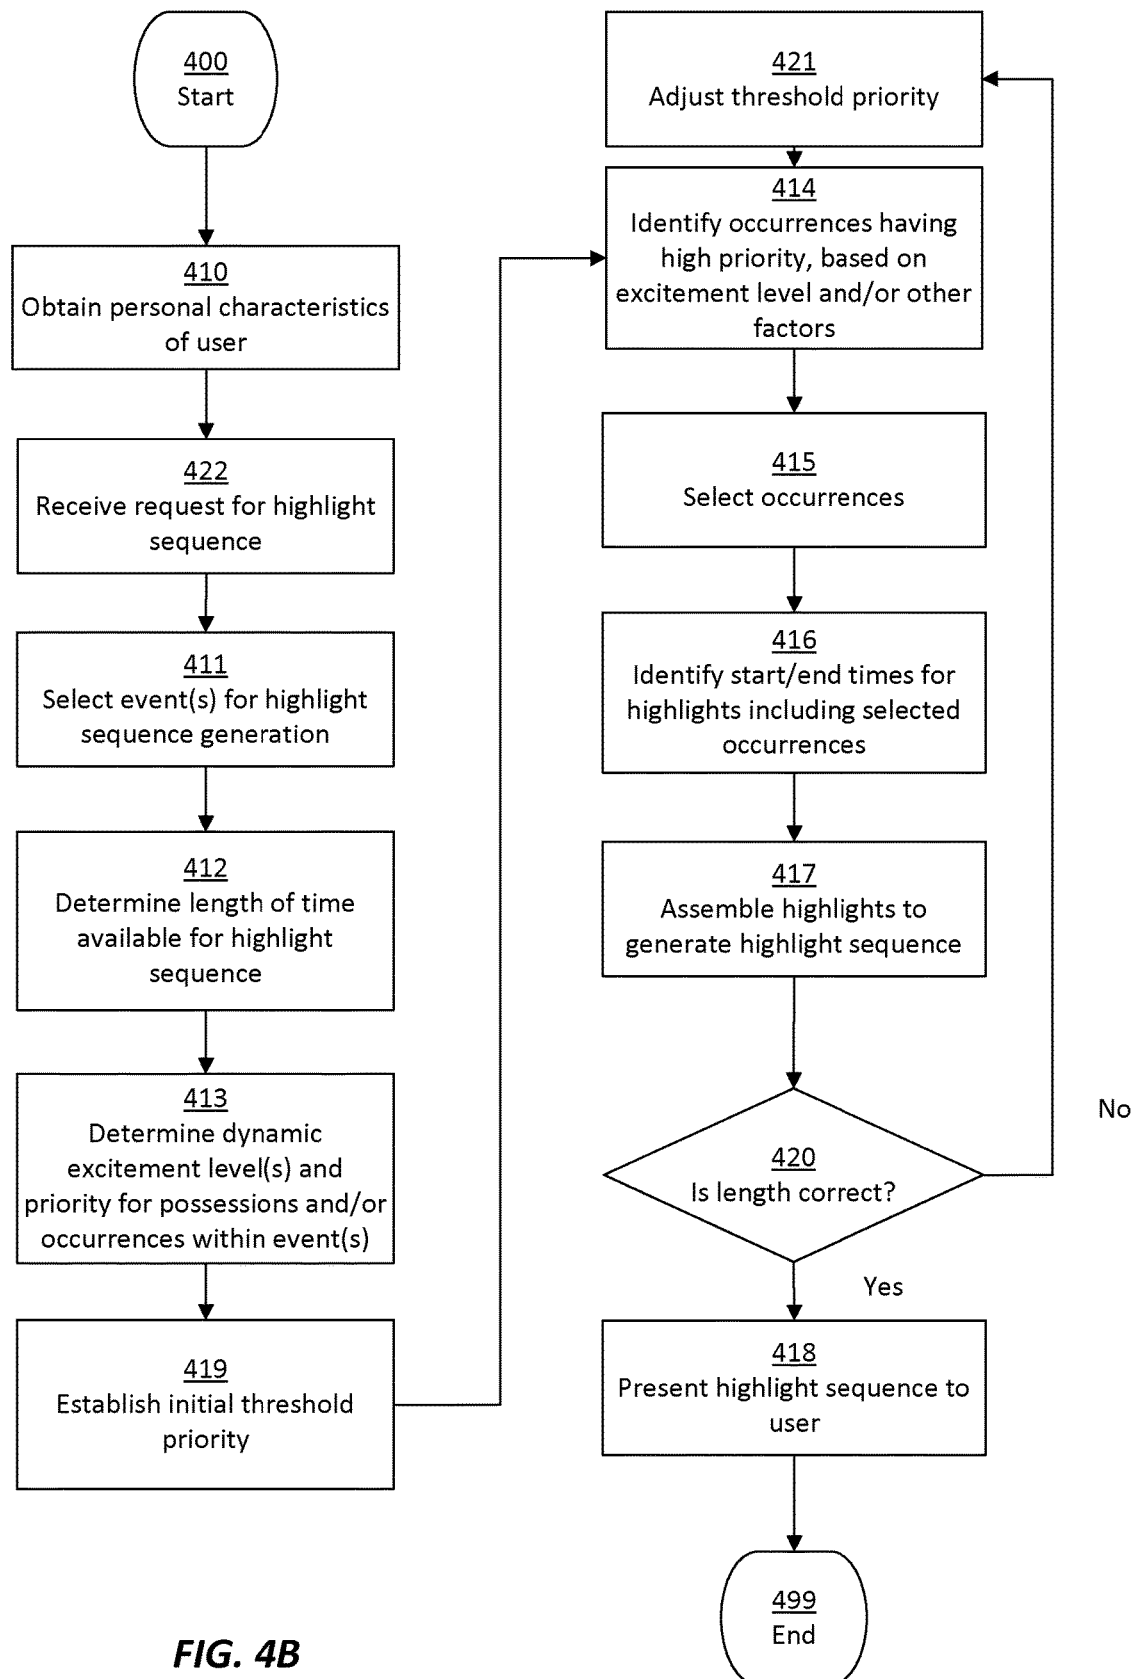 400
Start
410
Obtain personal characteristics
of user
422
Receive request for highlight
sequence
411
Select event(s) for highlight
sequence generation
412
Determine length of time
available for highlight
sequence
413
Determine dynamic
excitement level(s) and
priority for possessions and/or
occurrences within event(s)
419
Establish initial threshold
priority
421
Adjust threshold priority
414
Identify occurrences having
high priority, based on
excitement level and/or other
factors
415
Select occurrences
416
Identify start/end times for
highlights including selected
occurrences
417
Assemble highlights to
generate highlight sequence
420
Is length correct?
No
Yes
418
Present highlight sequence to
user
499
End
FIG. 4B